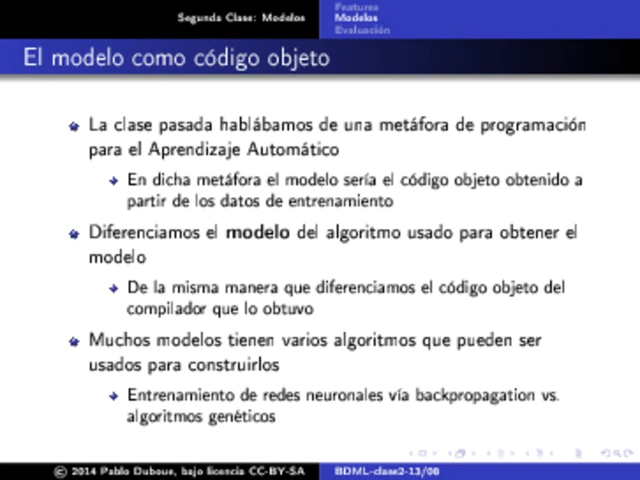 Segunda Clase: Modelos
Features
Modelos
Evaluación
El modelo como código objeto
La clase pasada hablábamos de una metáfora de programación
para el Aprendizaje Automático
En dicha metáfora el modelo sería el código objeto obtenido a
partir de los datos de entrenamiento
Diferenciamos el modelo del algoritmo usado para obtener el
modelo
De la misma manera que diferenciamos el código objeto del
compilador que lo obtuvo
Muchos modelos tienen varios algoritmos que pueden ser
usados para construirlos
Entrenamiento de redes neuronales vía backpropagation vs.
algoritmos genéticos
© 2014 Pablo Duboue, bajo licencia CC-BY-SA
BDML-clase2-13/08